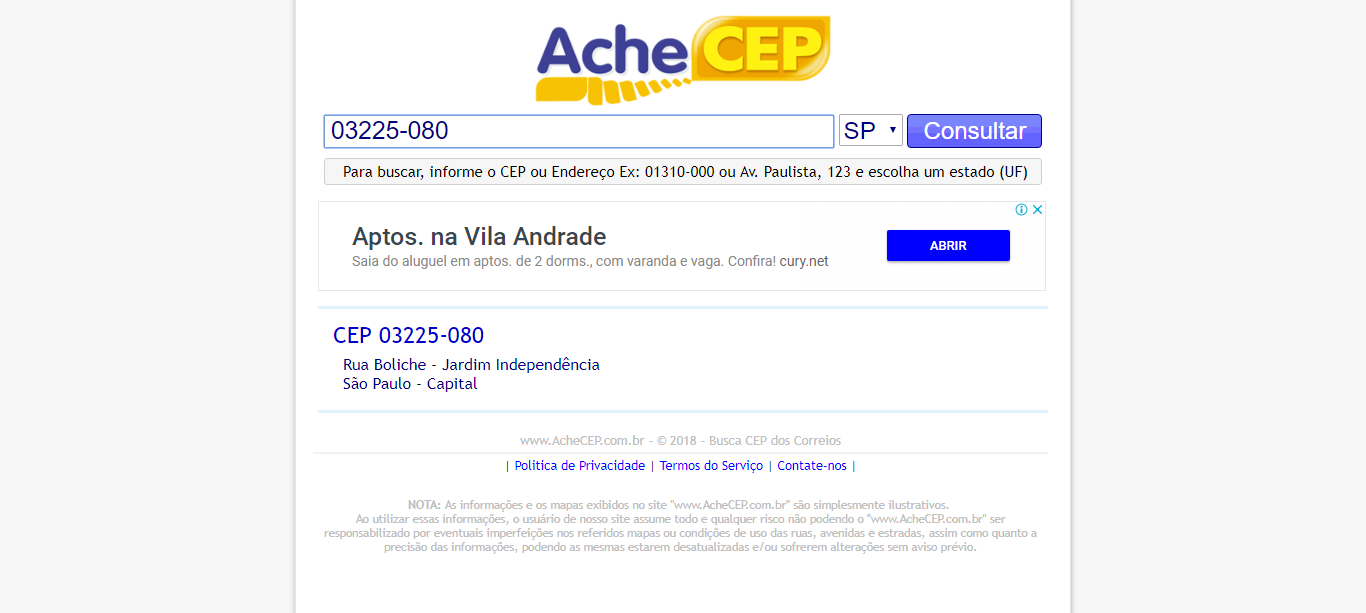 AcheCEP
03225-080 SP Consultar
Para buscar, informe o CEP ou Endereço Ex: 01310-000 ou Av. Paulista, 123 e escolha um estado (UF)
Aptos. na Vila Andrade
Saia do aluguel em aptos. de 2 dorms., com varanda e vaga. Confira! cury.net
ABRIR
CEP 03225-080
Rua Boliche - Jardim Independência
São Paulo - Capital
www.AcheCEP.com.br - © 2018 - Busca CEP dos Correios
| Politica de Privacidade | Termos do Serviço | Contate-nos |
NOTA: As informações e os mapas exibidos no site "www.AcheCEP.com.br" são simplesmente ilustrativos.
Ao utilizar essas informações, o usuário de nosso site assume todo e qualquer risco não podendo o "www.AcheCEP.com.br" ser
responsabilizado por eventuais imperfeições nos referidos mapas ou condições de uso das ruas, avenidas e estradas, assim como quanto a
precisão das informações, podendo as mesmas estarem desatualizadas e/ou sofrerem alterações sem aviso prévio.